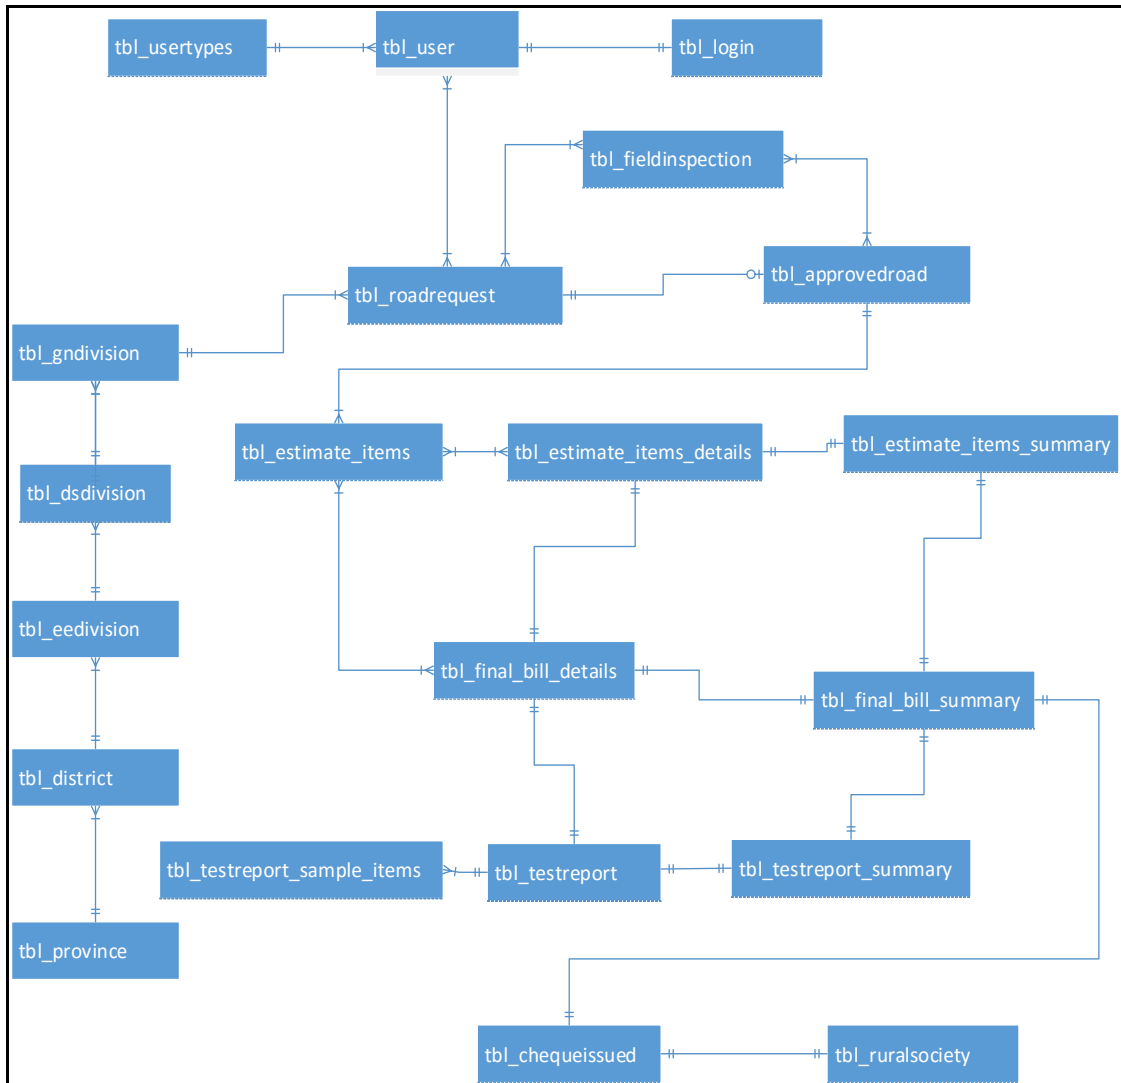 tbl_usertypes
tbl_user
tbl_login
tbl_fieldinspection
tbl_approvedroad
tbl_roadrequest
tbl_gndivision
tbl_estimate_items
tbl_estimate_items_details
tbl_estimate_items_summary
tbl_dsdivision
tbl_eedivision
tbl_final_bill_details
tbl_final_bill_summary
tbl_district
tbl_testreport_sample_items
tbl_testreport
tbl_testreport_summary
tbl_province
tbl_chequeissued
tbl_ruralsociety